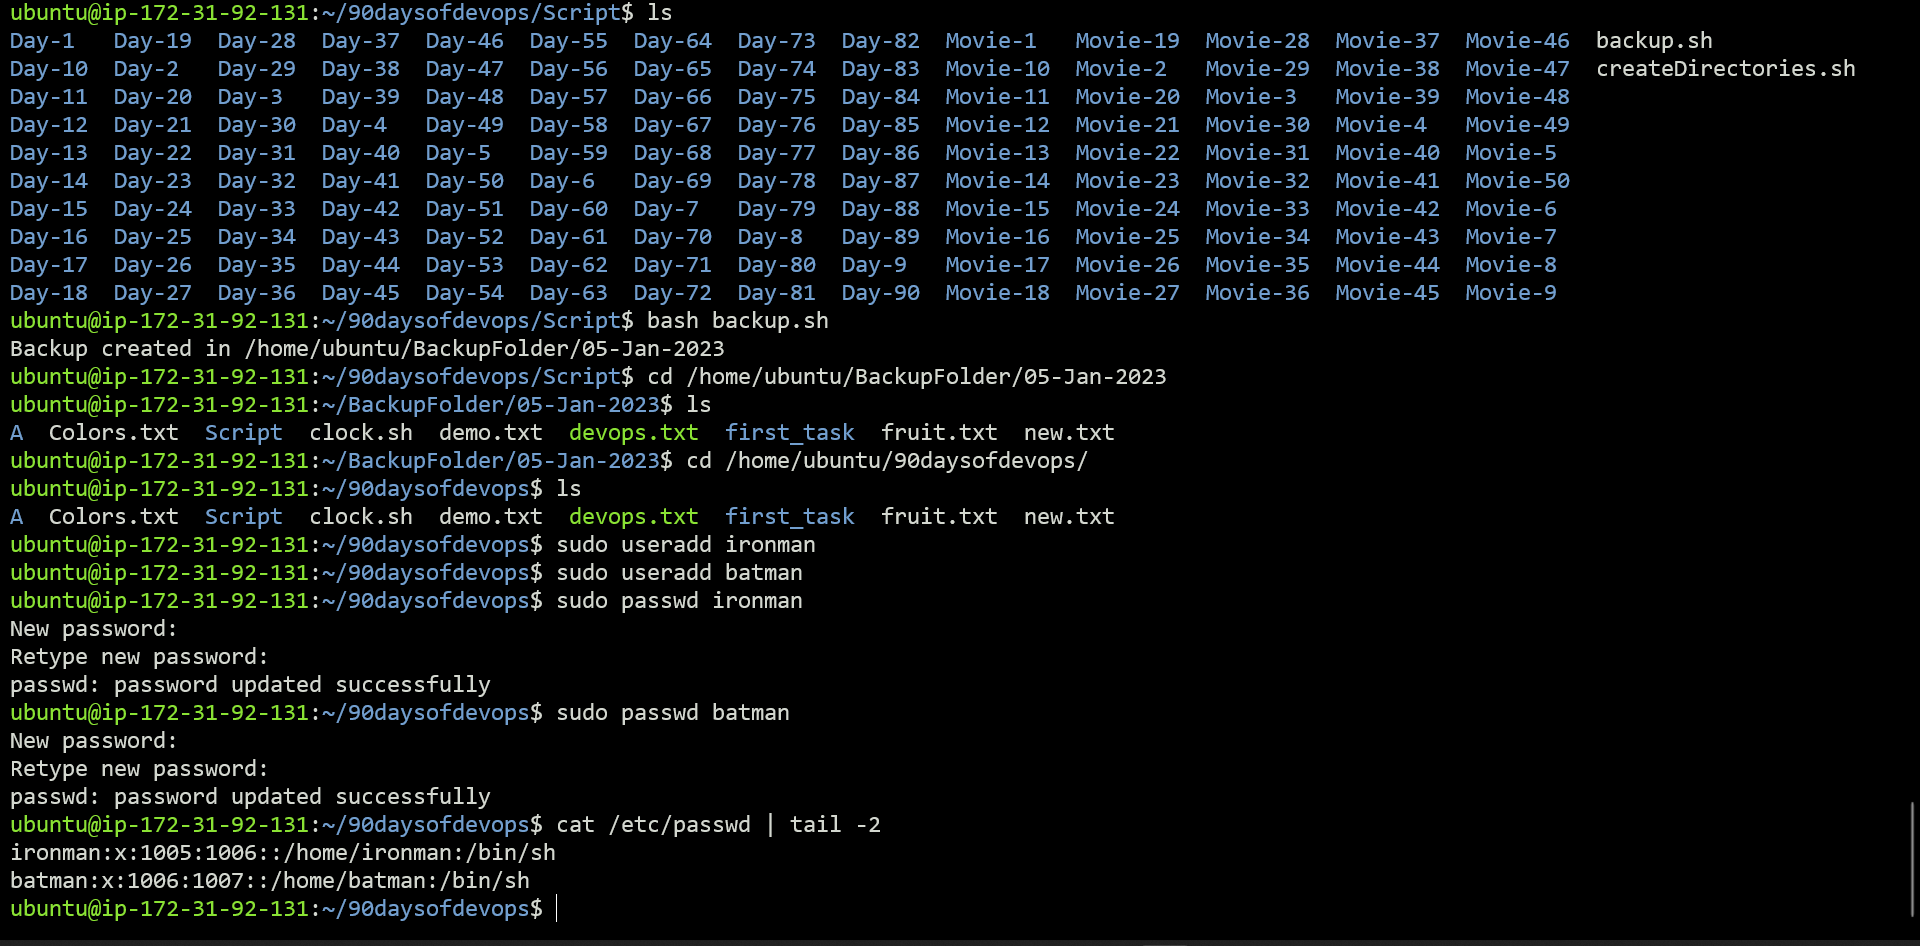 ubuntu@ip-172-31-92-131:~/90daysofdevops/Script$ ls
Day-1   Day-19  Day-28  Day-37  Day-46  Day-55  Day-64  Day-73  Day-82  Movie-1   Movie-19  Movie-28  Movie-37  Movie-46  backup.sh
Day-10  Day-2   Day-29  Day-38  Day-47  Day-56  Day-65  Day-74  Day-83  Movie-10  Movie-2   Movie-29  Movie-38  Movie-47  createDirectories.sh
Day-11  Day-20  Day-3   Day-39  Day-48  Day-57  Day-66  Day-75  Day-84  Movie-11  Movie-20  Movie-3   Movie-39  Movie-48
Day-12  Day-21  Day-30  Day-4   Day-49  Day-58  Day-67  Day-76  Day-85  Movie-12  Movie-21  Movie-30  Movie-4   Movie-49
Day-13  Day-22  Day-31  Day-40  Day-5   Day-59  Day-68  Day-77  Day-86  Movie-13  Movie-22  Movie-31  Movie-40  Movie-5
Day-14  Day-23  Day-32  Day-41  Day-50  Day-6   Day-69  Day-78  Day-87  Movie-14  Movie-23  Movie-32  Movie-41  Movie-50
Day-15  Day-24  Day-33  Day-42  Day-51  Day-60  Day-7   Day-79  Day-88  Movie-15  Movie-24  Movie-33  Movie-42  Movie-6
Day-16  Day-25  Day-34  Day-43  Day-52  Day-61  Day-70  Day-8   Day-89  Movie-16  Movie-25  Movie-34  Movie-43  Movie-7
Day-17  Day-26  Day-35  Day-44  Day-53  Day-62  Day-71  Day-80  Day-9   Movie-17  Movie-26  Movie-35  Movie-44  Movie-8
Day-18  Day-27  Day-36  Day-45  Day-54  Day-63  Day-72  Day-81  Day-90  Movie-18  Movie-27  Movie-36  Movie-45  Movie-9
ubuntu@ip-172-31-92-131:~/90daysofdevops/Script$ bash backup.sh
Backup created in /home/ubuntu/BackupFolder/05-Jan-2023
ubuntu@ip-172-31-92-131:~/90daysofdevops/Script$ cd /home/ubuntu/BackupFolder/05-Jan-2023
ubuntu@ip-172-31-92-131:~/BackupFolder/05-Jan-2023$ ls
A  Colors.txt  Script  clock.sh  demo.txt  devops.txt  first_task  fruit.txt  new.txt
ubuntu@ip-172-31-92-131:~/BackupFolder/05-Jan-2023$ cd /home/ubuntu/90daysofdevops/
ubuntu@ip-172-31-92-131:~/90daysofdevops$ ls
A  Colors.txt  Script  clock.sh  demo.txt  devops.txt  first_task  fruit.txt  new.txt
ubuntu@ip-172-31-92-131:~/90daysofdevops$ sudo useradd ironman
ubuntu@ip-172-31-92-131:~/90daysofdevops$ sudo useradd batman
ubuntu@ip-172-31-92-131:~/90daysofdevops$ sudo passwd ironman
New password:
Retype new password:
passwd: password updated successfully
ubuntu@ip-172-31-92-131:~/90daysofdevops$ sudo passwd batman
New password:
Retype new password:
passwd: password updated successfully
ubuntu@ip-172-31-92-131:~/90daysofdevops$ cat /etc/passwd | tail -2
ironman:x:1005:1006::/home/ironman:/bin/sh
batman:x:1006:1007::/home/batman:/bin/sh
ubuntu@ip-172-31-92-131:~/90daysofdevops$